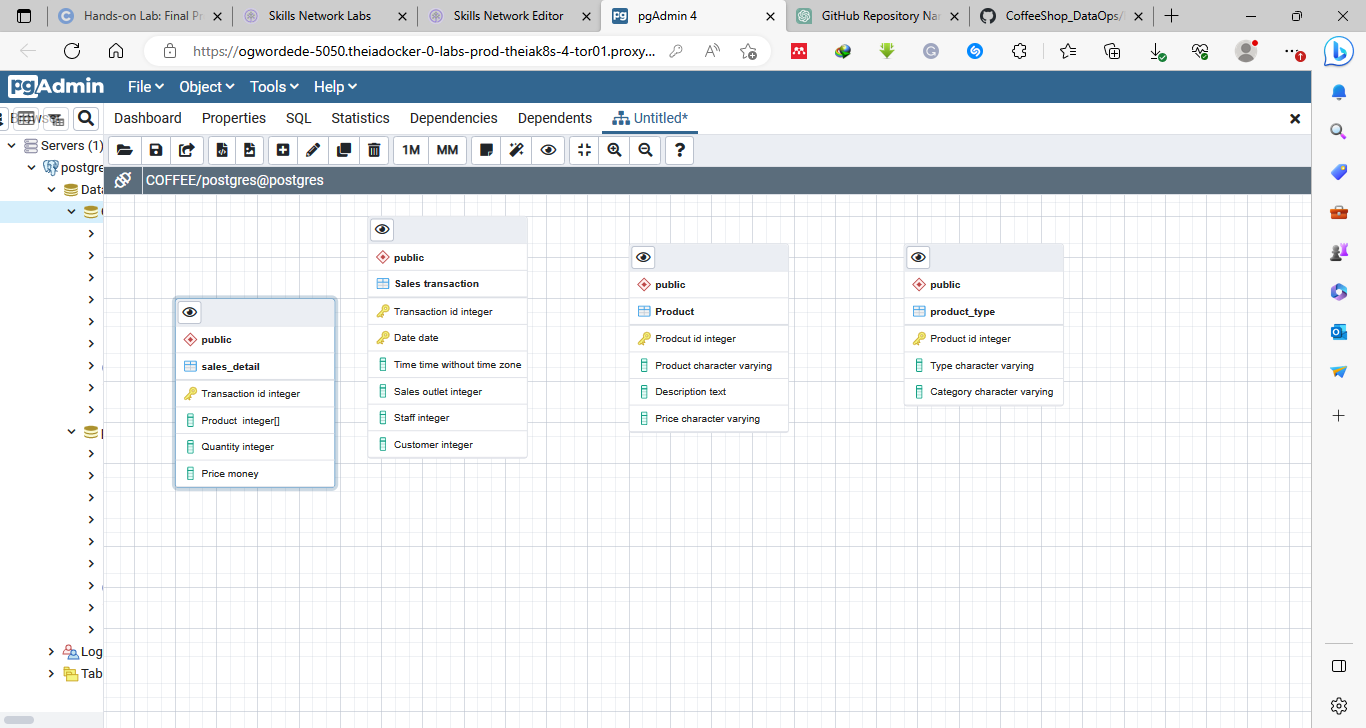 Hands-on Lab: Final Pr
Skills Network Labs
Skills Network Editor
pgAdmin 4
GitHub Repository Na
CoffeeShop_DataOps/
https://ogwordede-5050.theiadocker-0-labs-prod-theiak8s-4-tor01.proxy...
pgAdmin
File
Object
Tools
Help
Dashboard
Properties
SQL
Statistics
Dependencies
Dependents
Untitled*
1M
MM
?
COFFEE/postgres@postgres
Servers (1)
postgre
Data
Log
Tab
public
sales_detail
Transaction id integer
Product integer[]
Quantity integer
Price money
public
Sales transaction
Transaction id integer
Date date
Time time without time zone
Sales outlet integer
Staff integer
Customer integer
public
Product
Prodcut id integer
Product character varying
Description text
Price character varying
public
product_type
Product id integer
Type character varying
Category character varying